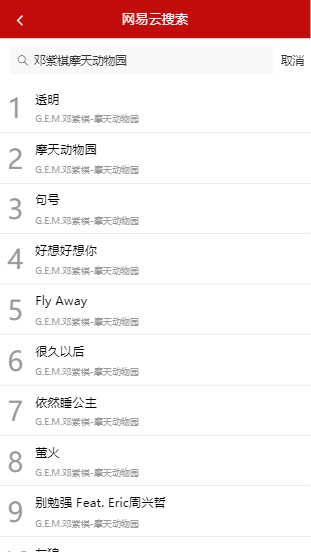 网易云搜索
邓紫棋摩天动物园 取消
1 透明
G.E.M.邓紫棋-摩天动物园
2 摩天动物园
G.E.M.邓紫棋-摩天动物园
3 句号
G.E.M.邓紫棋-摩天动物园
4 好想好想你
G.E.M.邓紫棋-摩天动物园
5 Fly Away
G.E.M.邓紫棋-摩天动物园
6 很久以后
G.E.M.邓紫棋-摩天动物园
7 依然睡公主
G.E.M.邓紫棋-摩天动物园
8 萤火
G.E.M.邓紫棋-摩天动物园
9 别勉强 Feat. Eric周兴哲
G.E.M.邓紫棋-摩天动物园